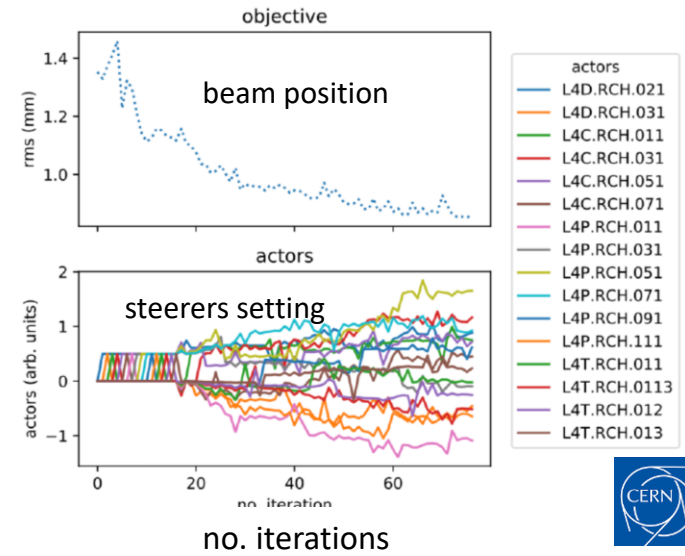 objective
1.4
1.2
1.0
rms (mm)
beam position
actors
2
1
0
−1
actors (arb. units)
steerers setting
0
20
40
60
no. iteration
no. iterations
actors
L4D.RCH.021
L4D.RCH.031
L4C.RCH.011
L4C.RCH.031
L4C.RCH.051
L4C.RCH.071
L4P.RCH.011
L4P.RCH.031
L4P.RCH.051
L4P.RCH.071
L4P.RCH.091
L4P.RCH.111
L4T.RCH.011
L4T.RCH.0113
L4T.RCH.012
L4T.RCH.013
CERN